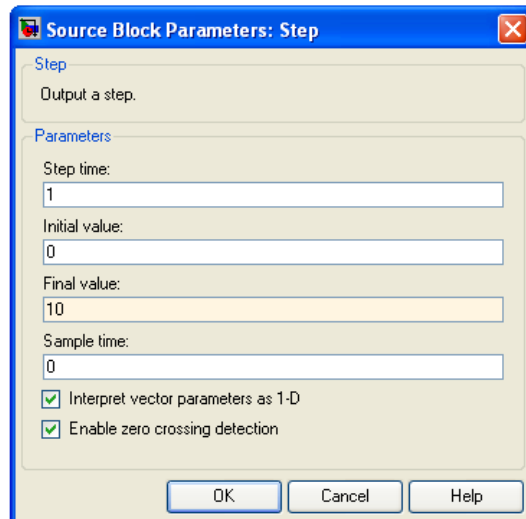 Source Block Parameters: Step
Step
Output a step.
Parameters
Step time:
1
Initial value:
0
Final value:
10
Sample time:
0
Interpret vector parameters as 1-D
Enable zero crossing detection
OK Cancel Help